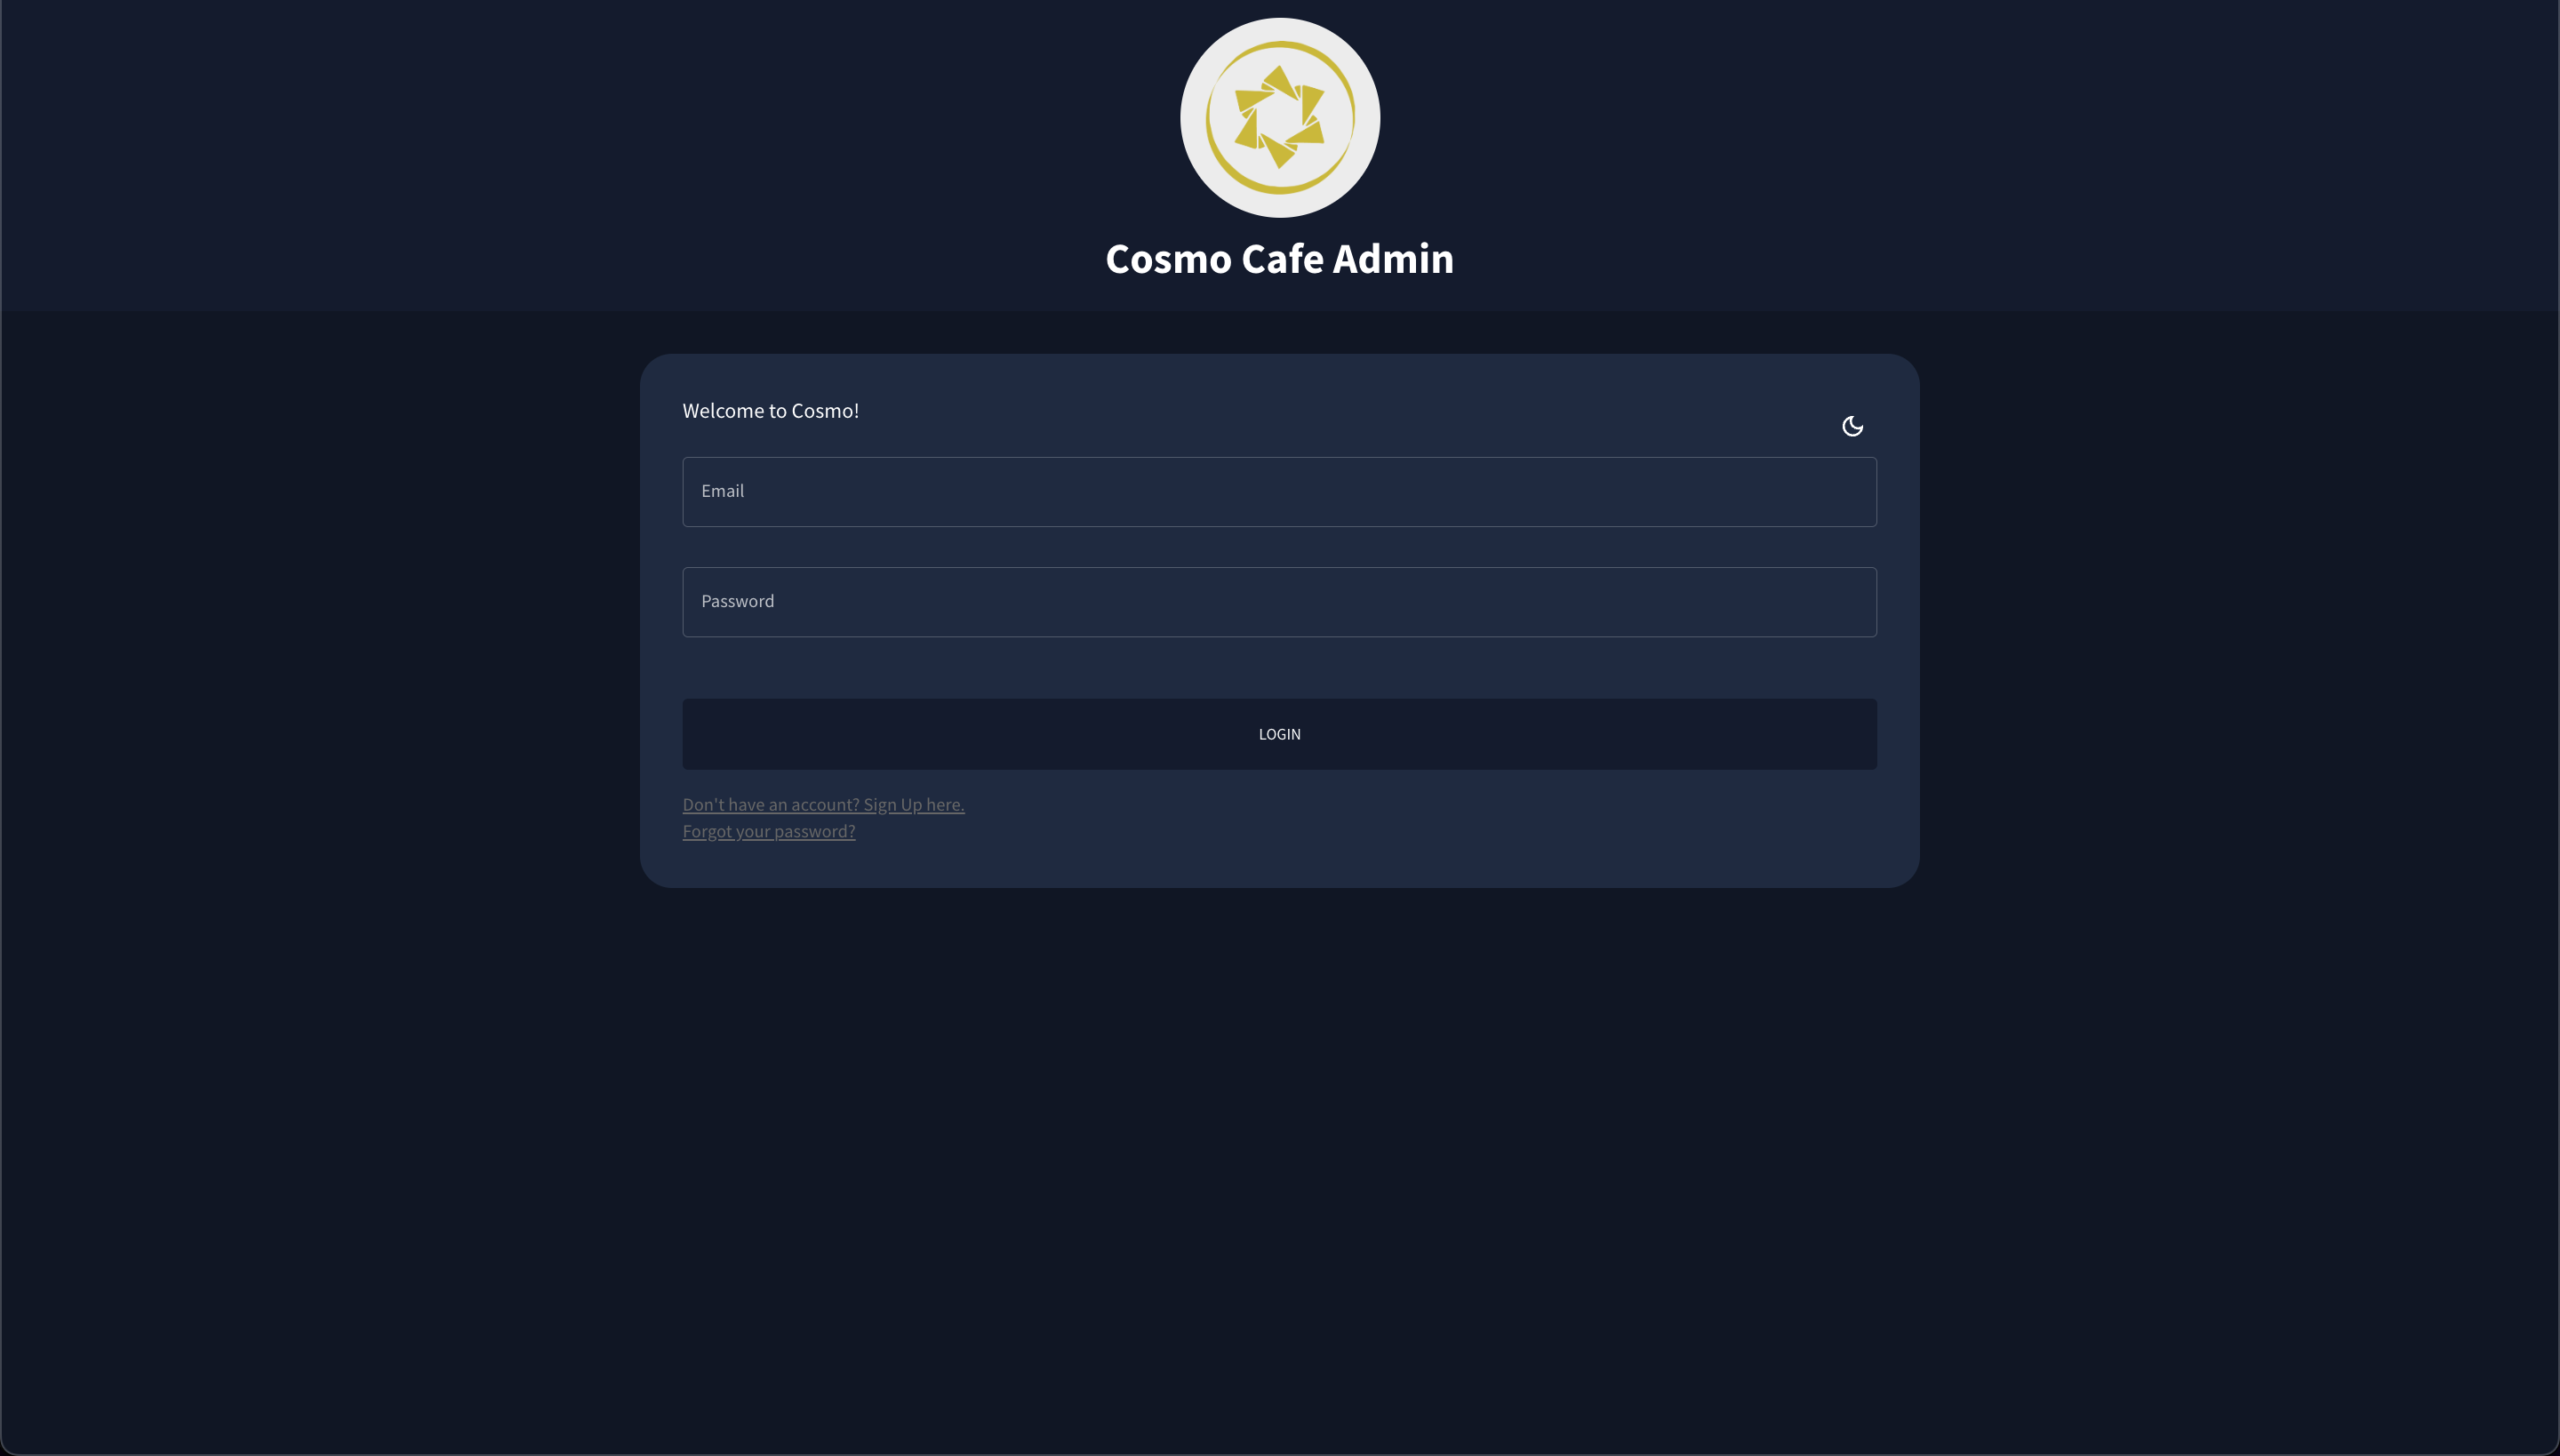 Cosmo Cafe Admin
Welcome to Cosmo!
Email
Password
LOGIN
Don't have an account? Sign Up here.
Forgot your password?